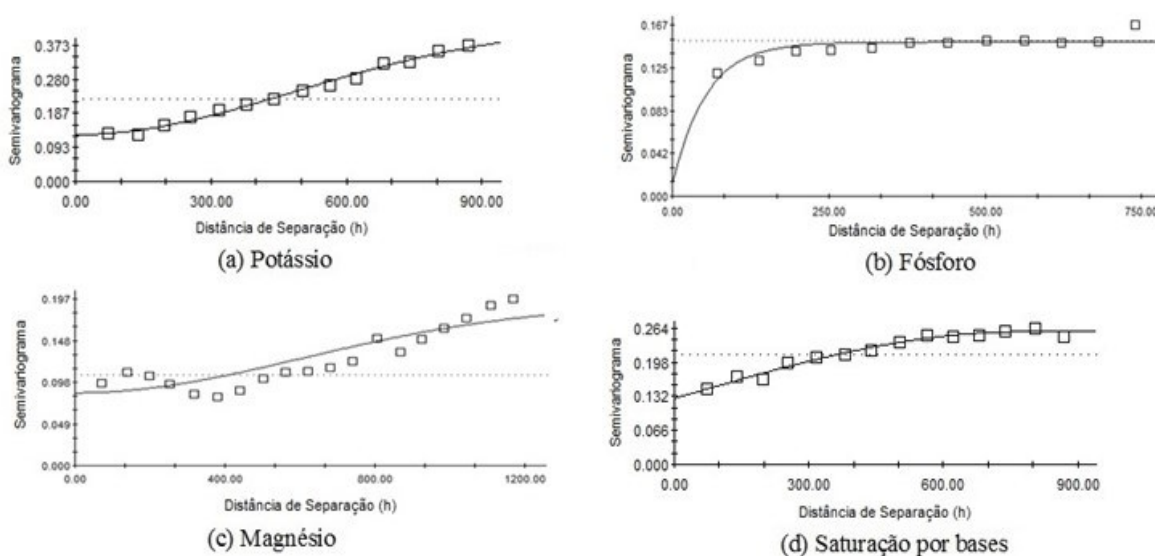 0.373
0.280
0.187
0.093
0.000
Semivariograma
0.00 300.00 600.00 900.00
Distância de Separação (h)
(a) Potássio
0.167
0.125
0.083
0.042
0.000
Semivariograma
0.00 250.00 500.00 750.00
Distância de Separação (h)
(b) Fósforo
0.197
0.148
0.098
0.049
0.000
Semivariograma
0.00 400.00 800.00 1200.00
Distância de Separação (h)
(c) Magnésio
0.264
0.198
0.132
0.066
0.000
Semivariograma
0.00 300.00 600.00 900.00
Distância de Separação (h)
(d) Saturação por bases